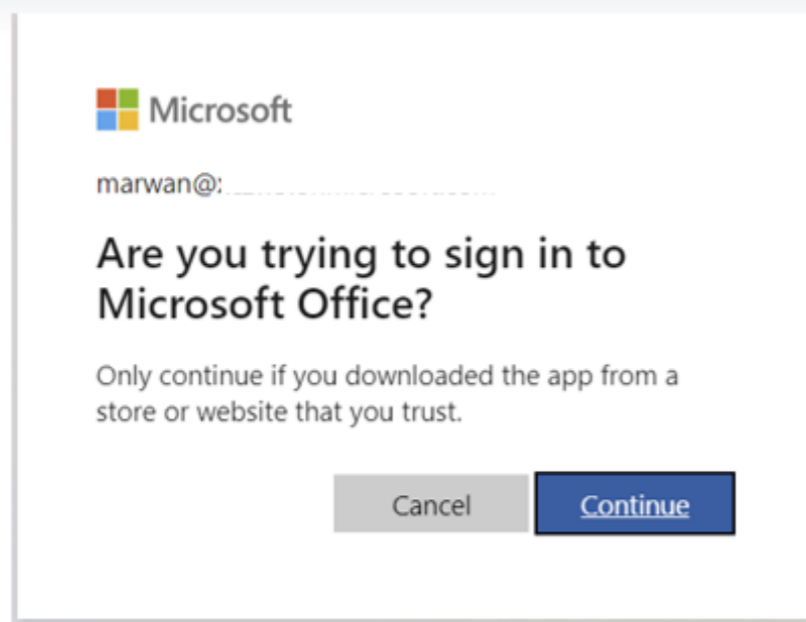 Microsoft
marwan@:
Are you trying to sign in to
Microsoft Office?
Only continue if you downloaded the app from a
store or website that you trust.
Cancel
Continue